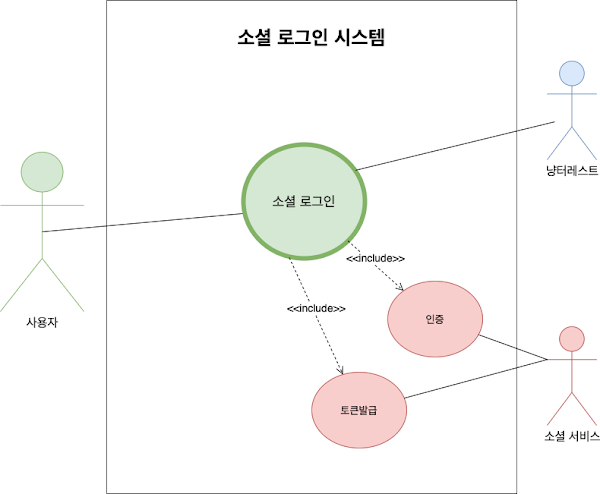 소셜 로그인 시스템
냥터레스트
소셜 로그인
<<include>>
<<include>>
사용자
인증
토큰발급
소셜 서비스